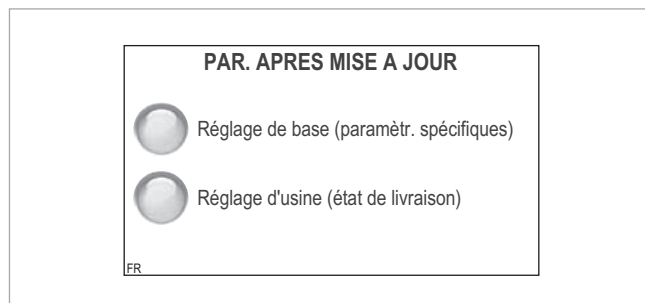 PAR. APRES MISE A JOUR
Réglage de base (paramètr. spécifiques)
Réglage d'usine (état de livraison)
FR